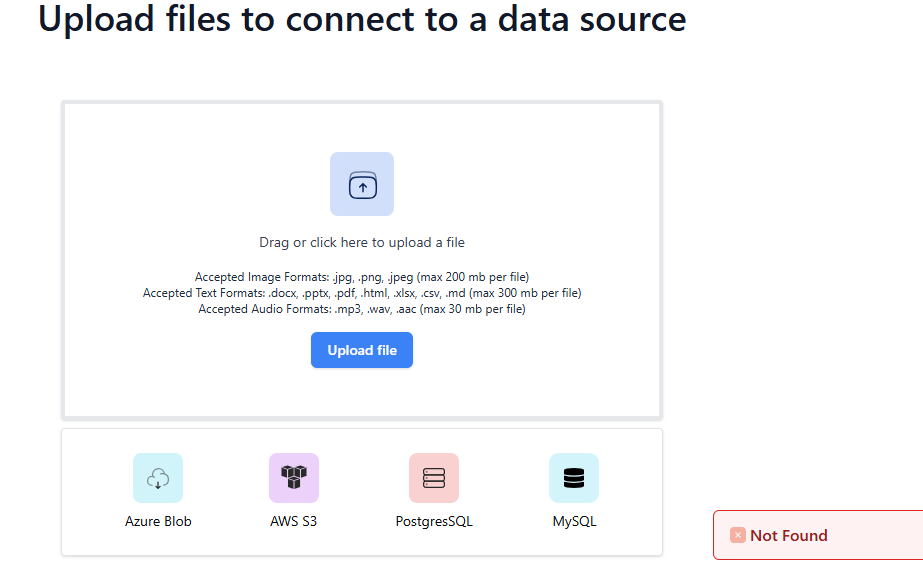 Upload files to connect to a data source
Drag or click here to upload a file
Accepted Image Formats: .jpg, .png, .jpeg (max 200 mb per file)
Accepted Text Formats: .docx, .pptx, .pdf, .html, .xlsx, .csv, .md (max 300 mb per file)
Accepted Audio Formats: .mp3, .wav, .aac (max 30 mb per file)
Upload file
Azure Blob
AWS S3
PostgresSQL
MySQL
Not Found